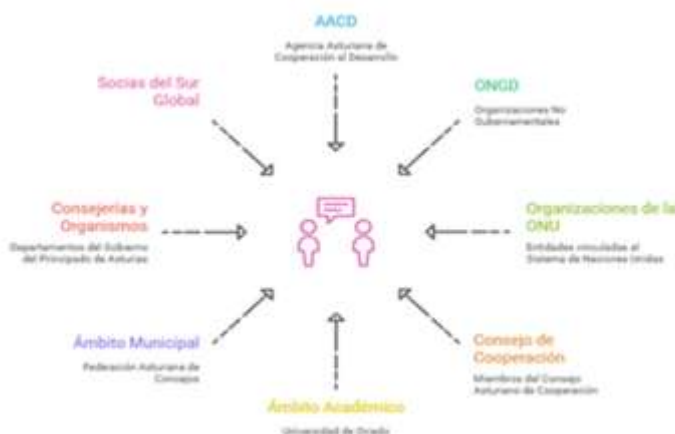 AACD
Agencia Asturiana de
Cooperación al Desarrollo
Socias del Sur
Global
ONGD
Organizaciones No
Gubernamentales
Consejerías y
Organismos
Departamentos del Gobierno
del Principado de Asturias
Organizaciones de la
ONU
Entidades vinculadas al
Sistema de Naciones Unidas
Ámbito Municipal
Federación Asturiana de
Concejos
Consejo de
Cooperación
Miembros del Consejo
Asturiano de Cooperación
Ámbito Académico
Universidad de Oviedo